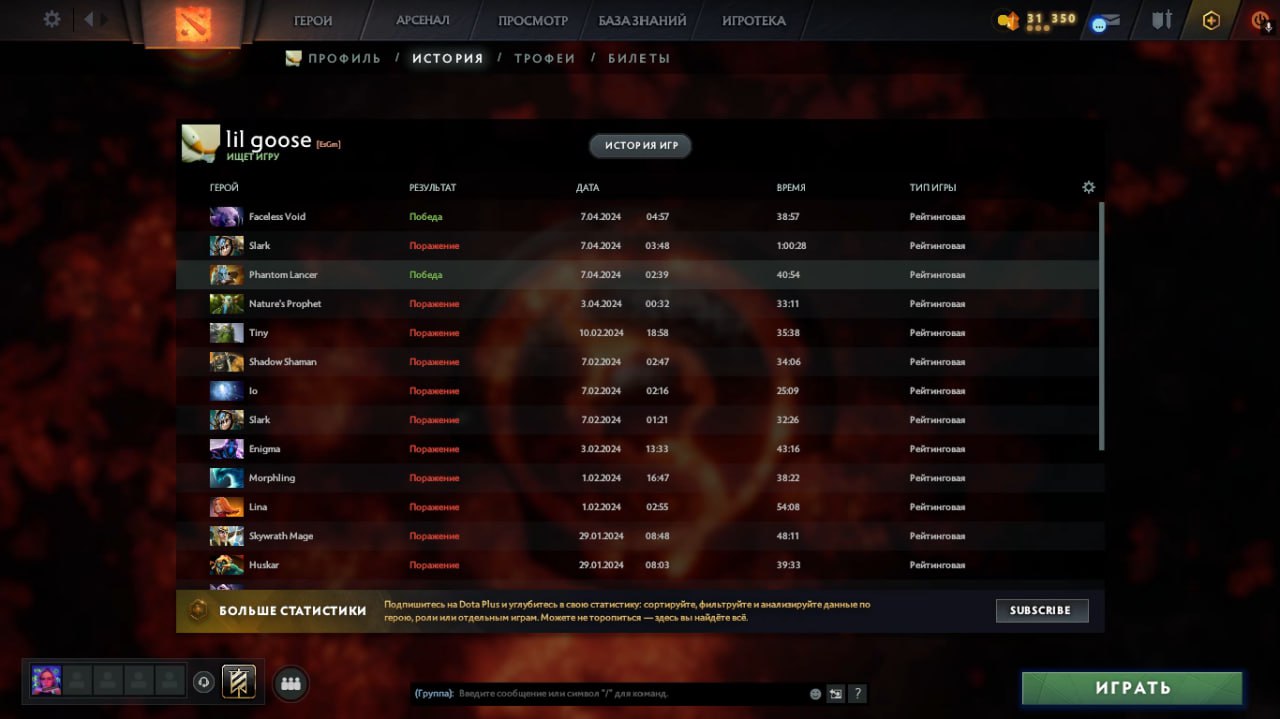 ГЕРОИ АРСЕНАЛ ПРОСМОТР БАЗА ЗНАНИЙ ИГРОТЕКА 31 350
ПРОФИЛЬ / ИСТОРИЯ / ТРОФЕИ / БИЛЕТЫ
lil goose [EsGm]
ИЩЕТ ИГРУ
ИСТОРИЯ ИГР
ГЕРОЙ РЕЗУЛЬТАТ ДАТА ВРЕМЯ ТИП ИГРЫ
Faceless Void Победа 7.04.2024 04:57 38:57 Рейтинговая
Slark Поражение 7.04.2024 03:48 1:00:28 Рейтинговая
Phantom Lancer Победа 7.04.2024 02:39 40:54 Рейтинговая
Nature's Prophet Поражение 3.04.2024 00:32 33:11 Рейтинговая
Tiny Поражение 10.02.2024 18:58 35:38 Рейтинговая
Shadow Shaman Поражение 7.02.2024 02:47 34:06 Рейтинговая
Io Поражение 7.02.2024 02:16 25:09 Рейтинговая
Slark Поражение 7.02.2024 01:21 32:26 Рейтинговая
Enigma Поражение 3.02.2024 13:33 43:16 Рейтинговая
Morphling Поражение 1.02.2024 16:47 38:22 Рейтинговая
Lina Поражение 1.02.2024 02:55 54:08 Рейтинговая
Skywrath Mage Поражение 29.01.2024 08:48 48:11 Рейтинговая
Huskar Поражение 29.01.2024 08:03 39:33 Рейтинговая
БОЛЬШЕ СТАТИСТИКИ
Подпишитесь на Dota Plus и углубитесь в свою статистику: сортируйте, фильтруйте и анализируйте данные по
герою, роли или отдельным играм. Можете не торопиться — здесь вы найдёте всё.
SUBSCRIBE
(Группа): Введите сообщение или символ "/" для команд. ?
ИГРАТЬ